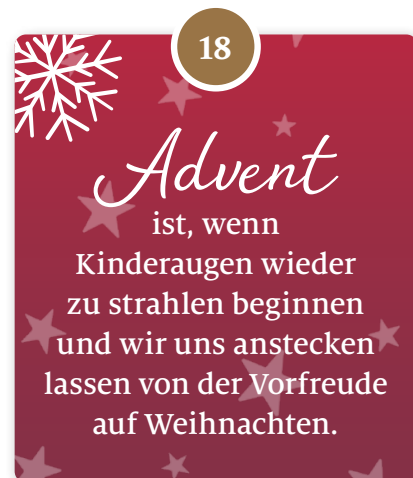 18
Advent
ist, wenn
Kinderaugen wieder
zu strahlen beginnen
und wir uns anstecken
lassen von der Vorfreude
auf Weihnachten.